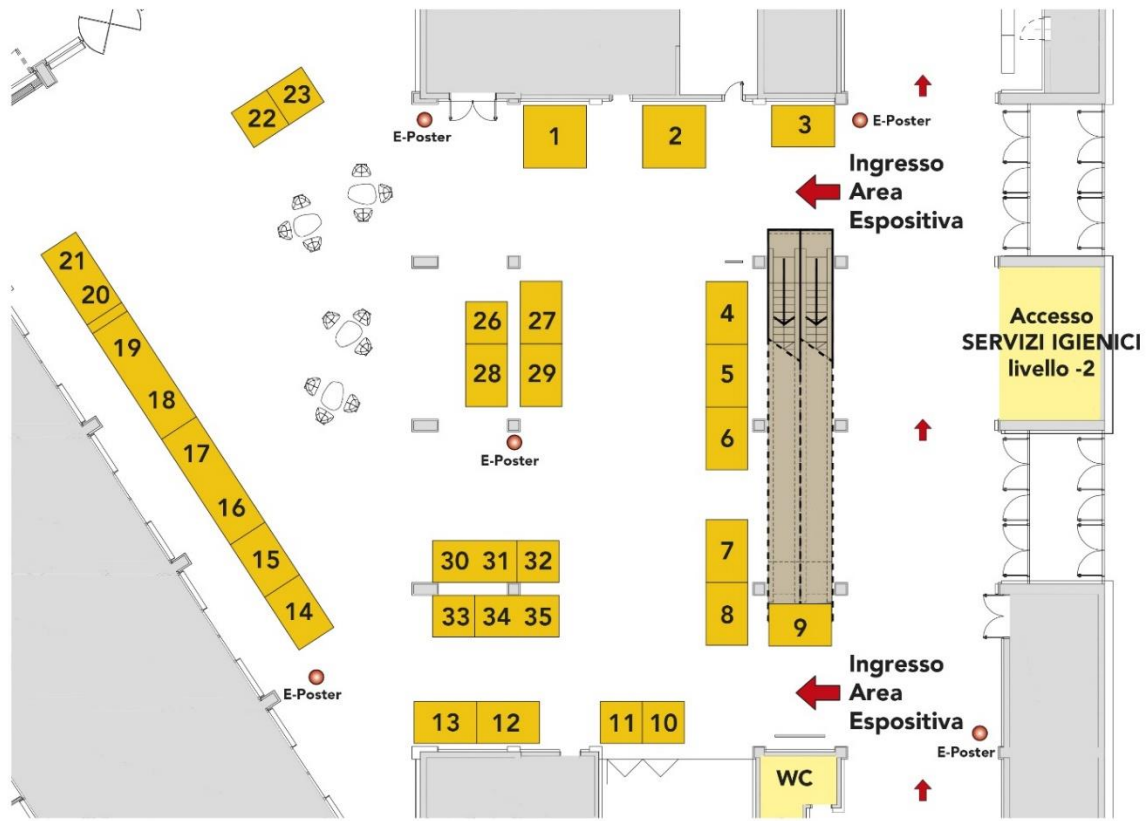 23
22
E-Poster
1
2
3
E-Poster
Ingresso
Area
Espositiva
21
20
19
18
17
16
15
14
26
27
28
29
4
5
6
Accesso
SERVIZI IGIENICI
livello -2
E-Poster
30
31
32
33
34
35
7
8
9
E-Poster
Ingresso
Area
Espositiva
13
12
11
10
E-Poster
WC